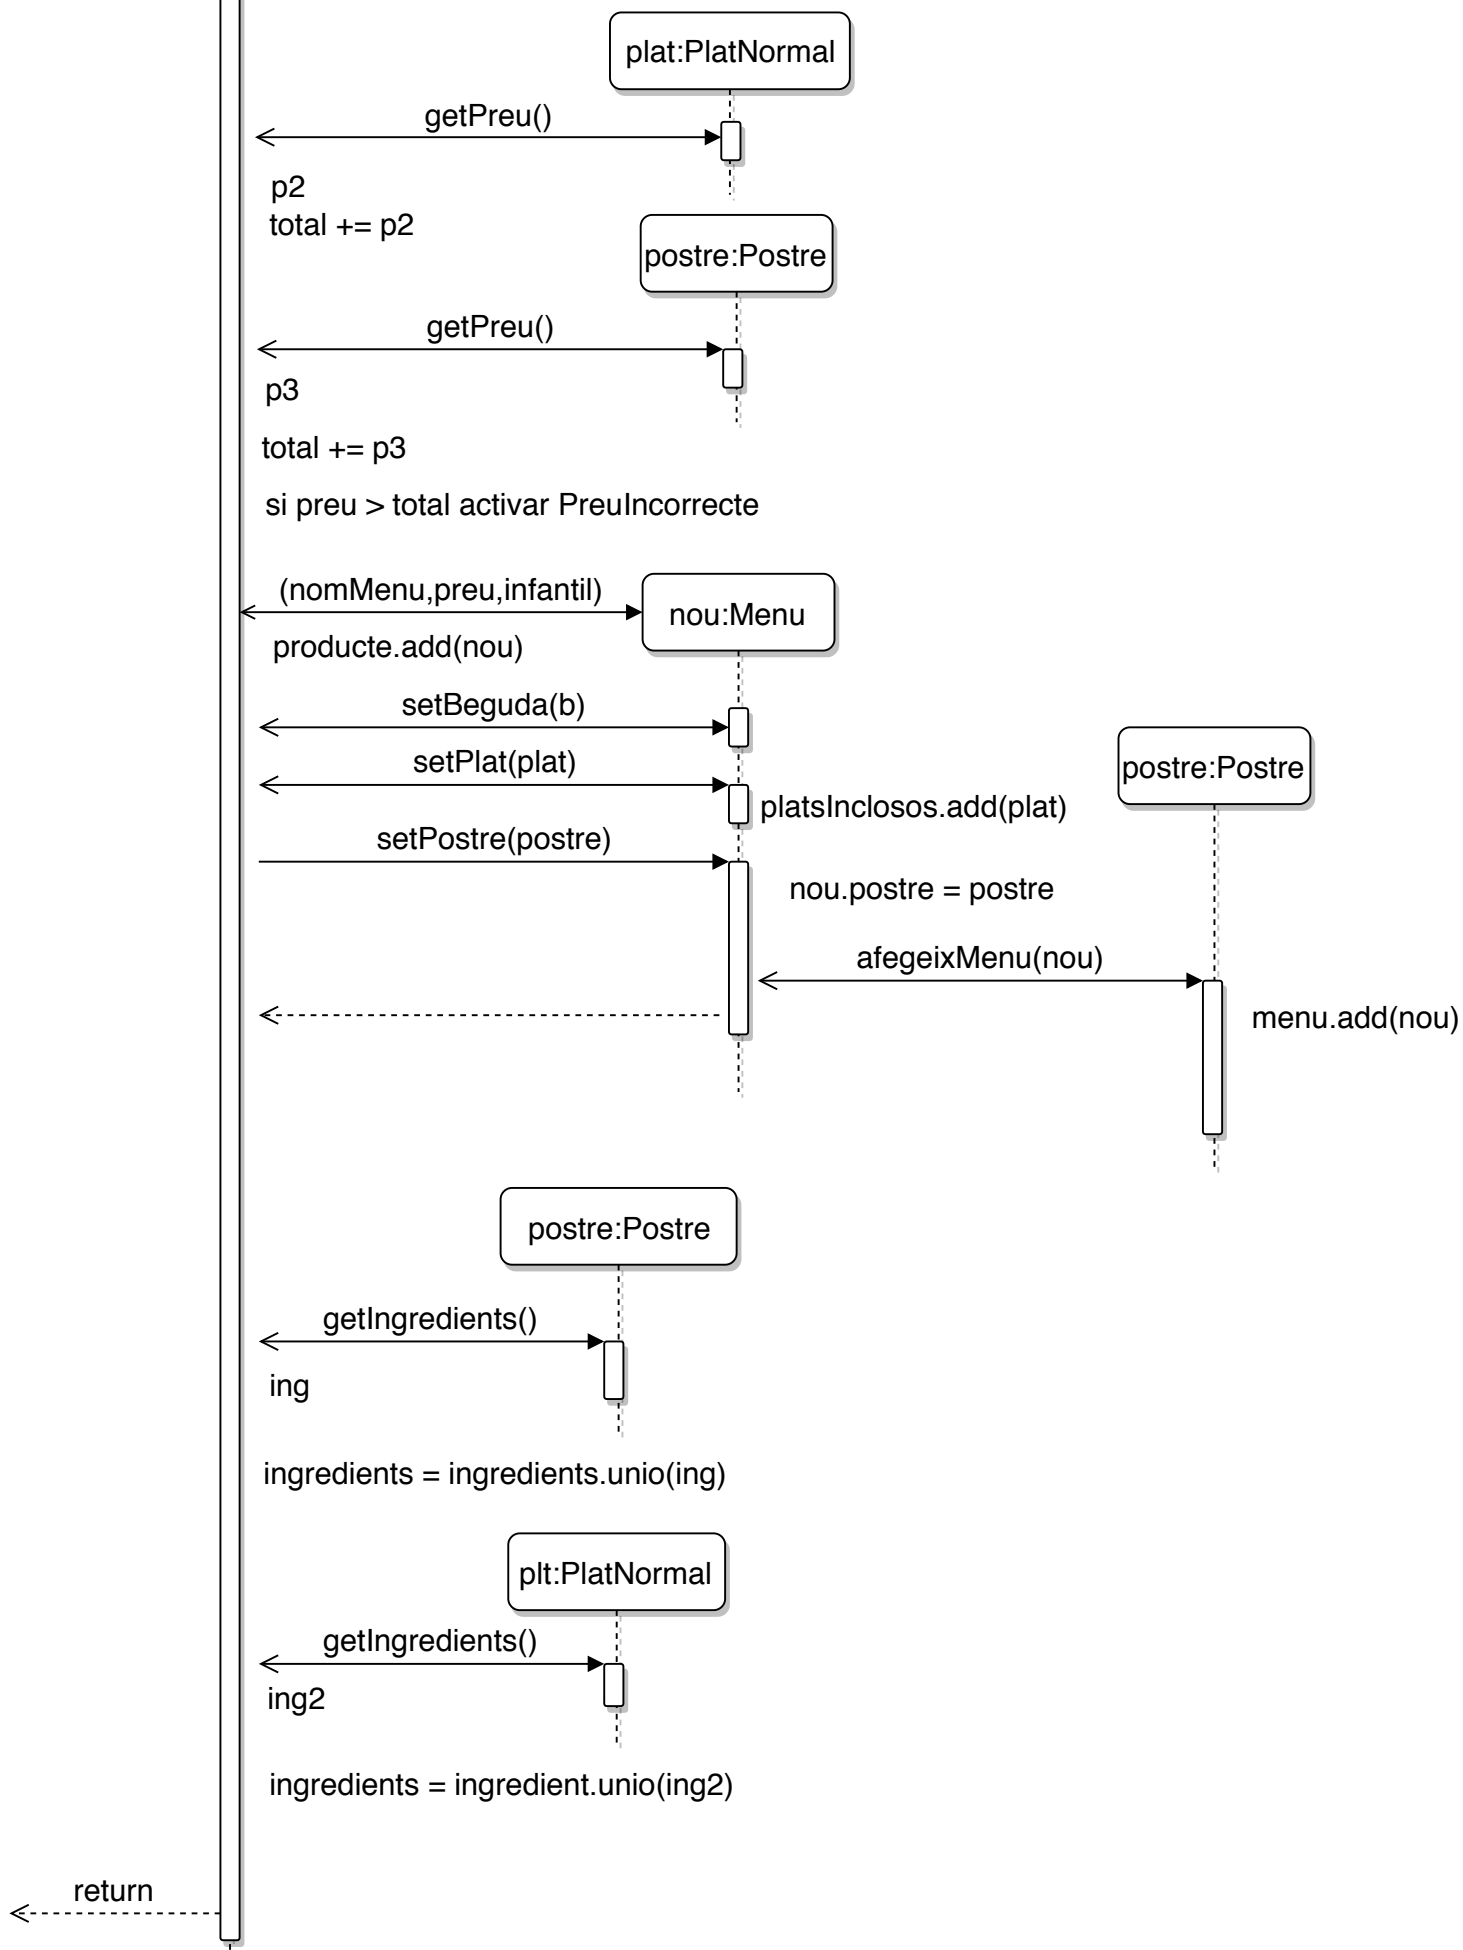 plat:PlatNormal
getPreu()
p2
total += p2
postre:Postre
getPreu()
p3
total += p3
si preu > total activar PreuIncorrecte
(nomMenu,preu,infantil)
nou:Menu
producte.add(nou)
setBeguda(b)
setPlat(plat)
postre:Postre
platsInclosos.add(plat)
setPostre(postre)
nou.postre = postre
afegeixMenu(nou)
menu.add(nou)
postre:Postre
getIngredients()
ing
ingredients = ingredients.unio(ing)
plt:PlatNormal
getIngredients()
ing2
ingredients = ingredient.unio(ing2)
return